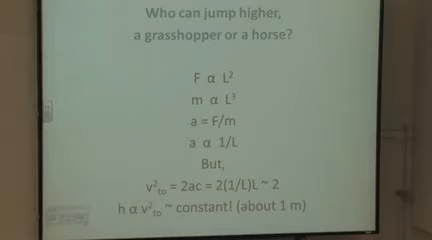 Who can jump higher,
a grasshopper or a horse?
F α L²
m α L³
a = F/m
a α 1/L
But,
v²ₜₒ = 2ac = 2(1/L)L ~ 2
h α v²ₜₒ ~ constant! (about 1 m)